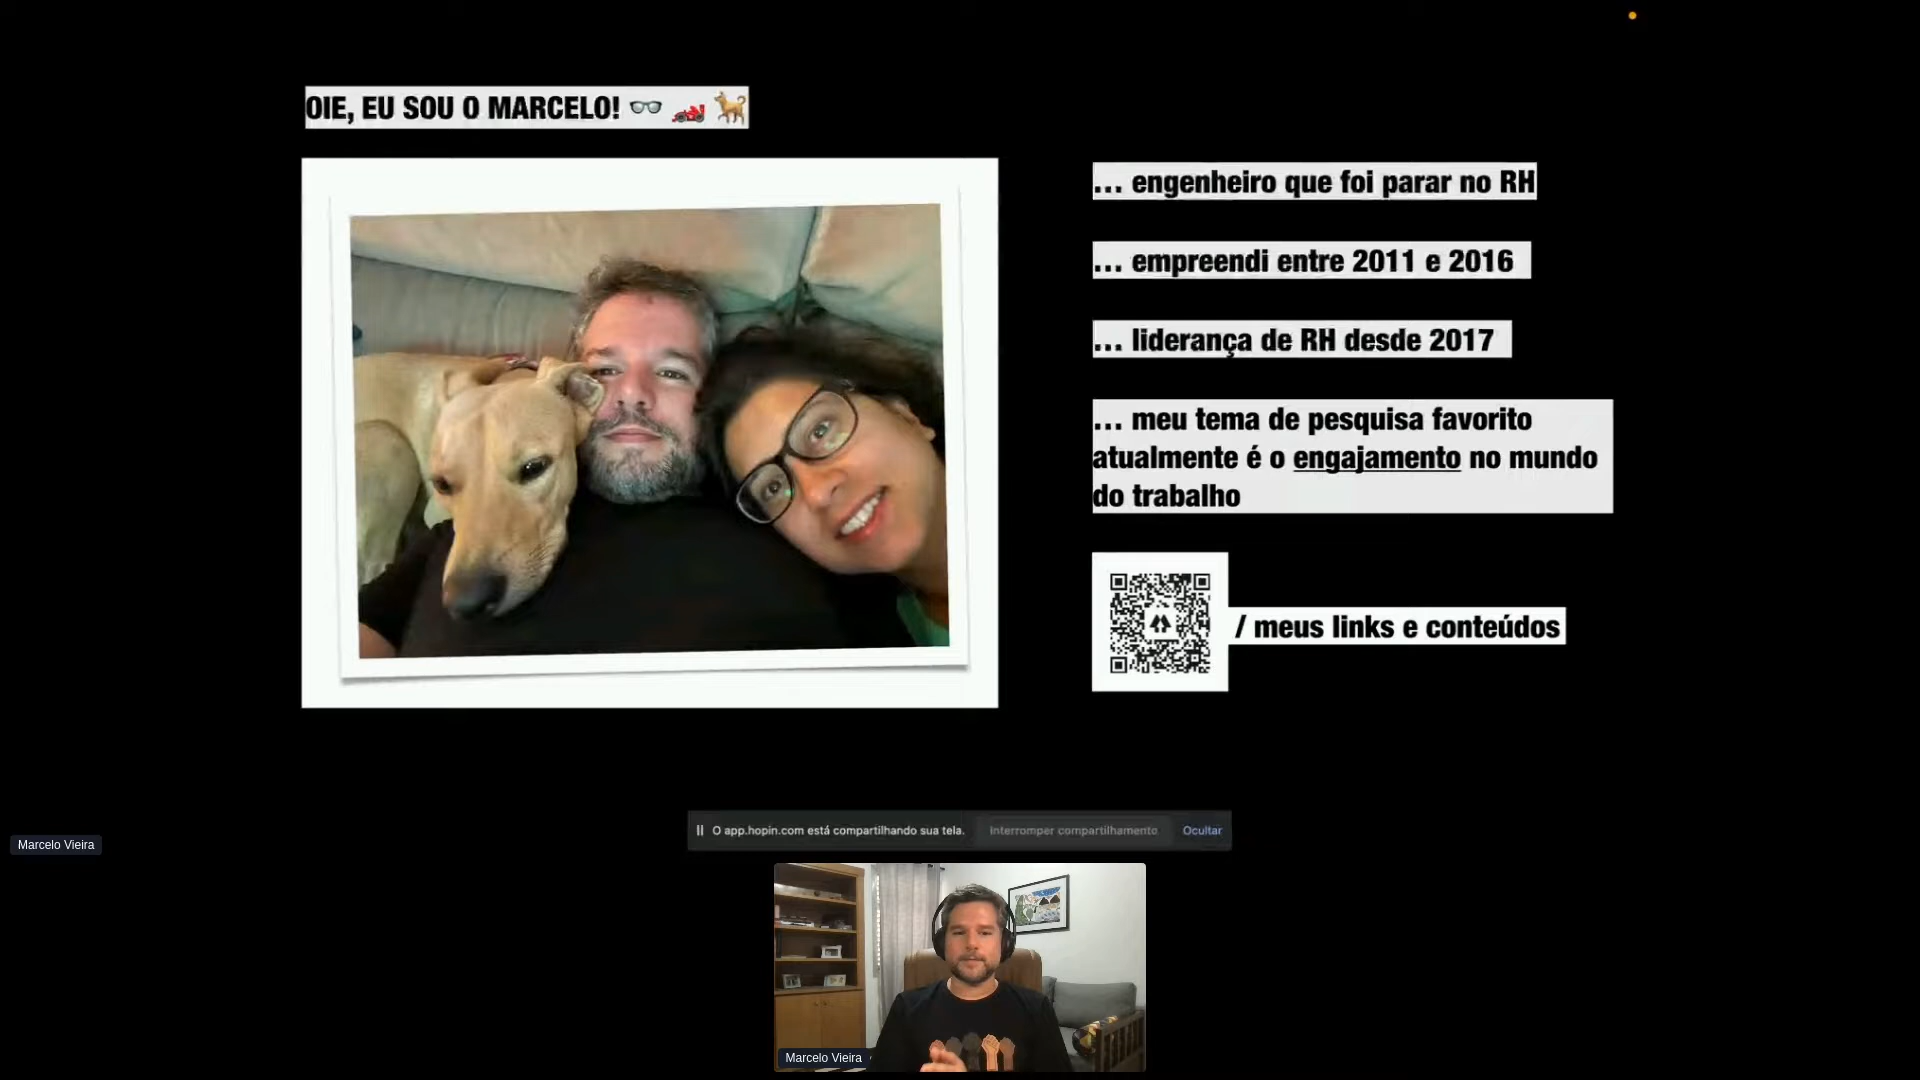 OIE, EU SOU O MARCELO! 👓 🏎️ 🐕
... engenheiro que foi parar no RH
... empreendi entre 2011 e 2016
... liderança de RH desde 2017
... meu tema de pesquisa favorito
atualmente é o engajamento no mundo
do trabalho
/ meus links e conteúdos
O app.hopin.com está compartilhando sua tela.
Interromper compartilhamento
Ocultar
Marcelo Vieira
Marcelo Vieira